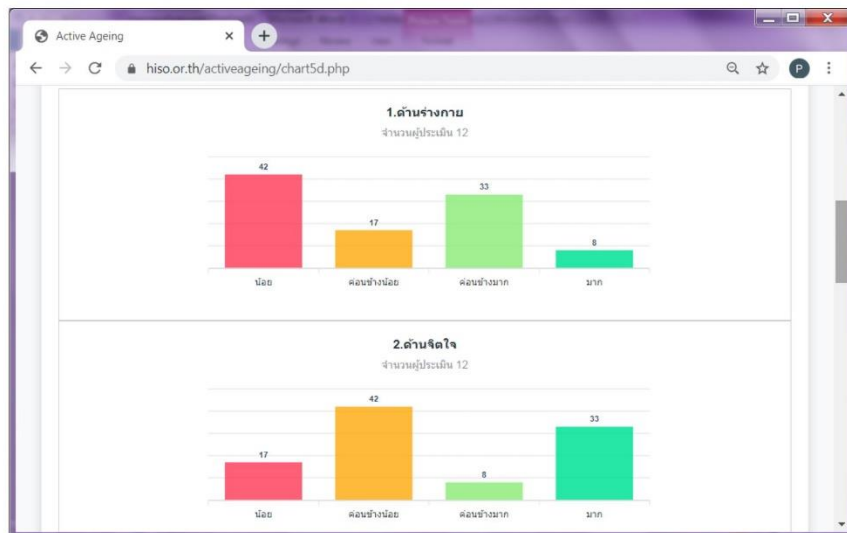 Active Ageing
hiso.or.th/activeageing/chart5d.php
P
1.ด้านร่างกาย
จำนวนผู้ประเมิน 12
42
17
33
8
น้อย ค่อนข้างน้อย ค่อนข้างมาก มาก
2.ด้านจิตใจ
จำนวนผู้ประเมิน 12
17
42
8
33
น้อย ค่อนข้างน้อย ค่อนข้างมาก มาก